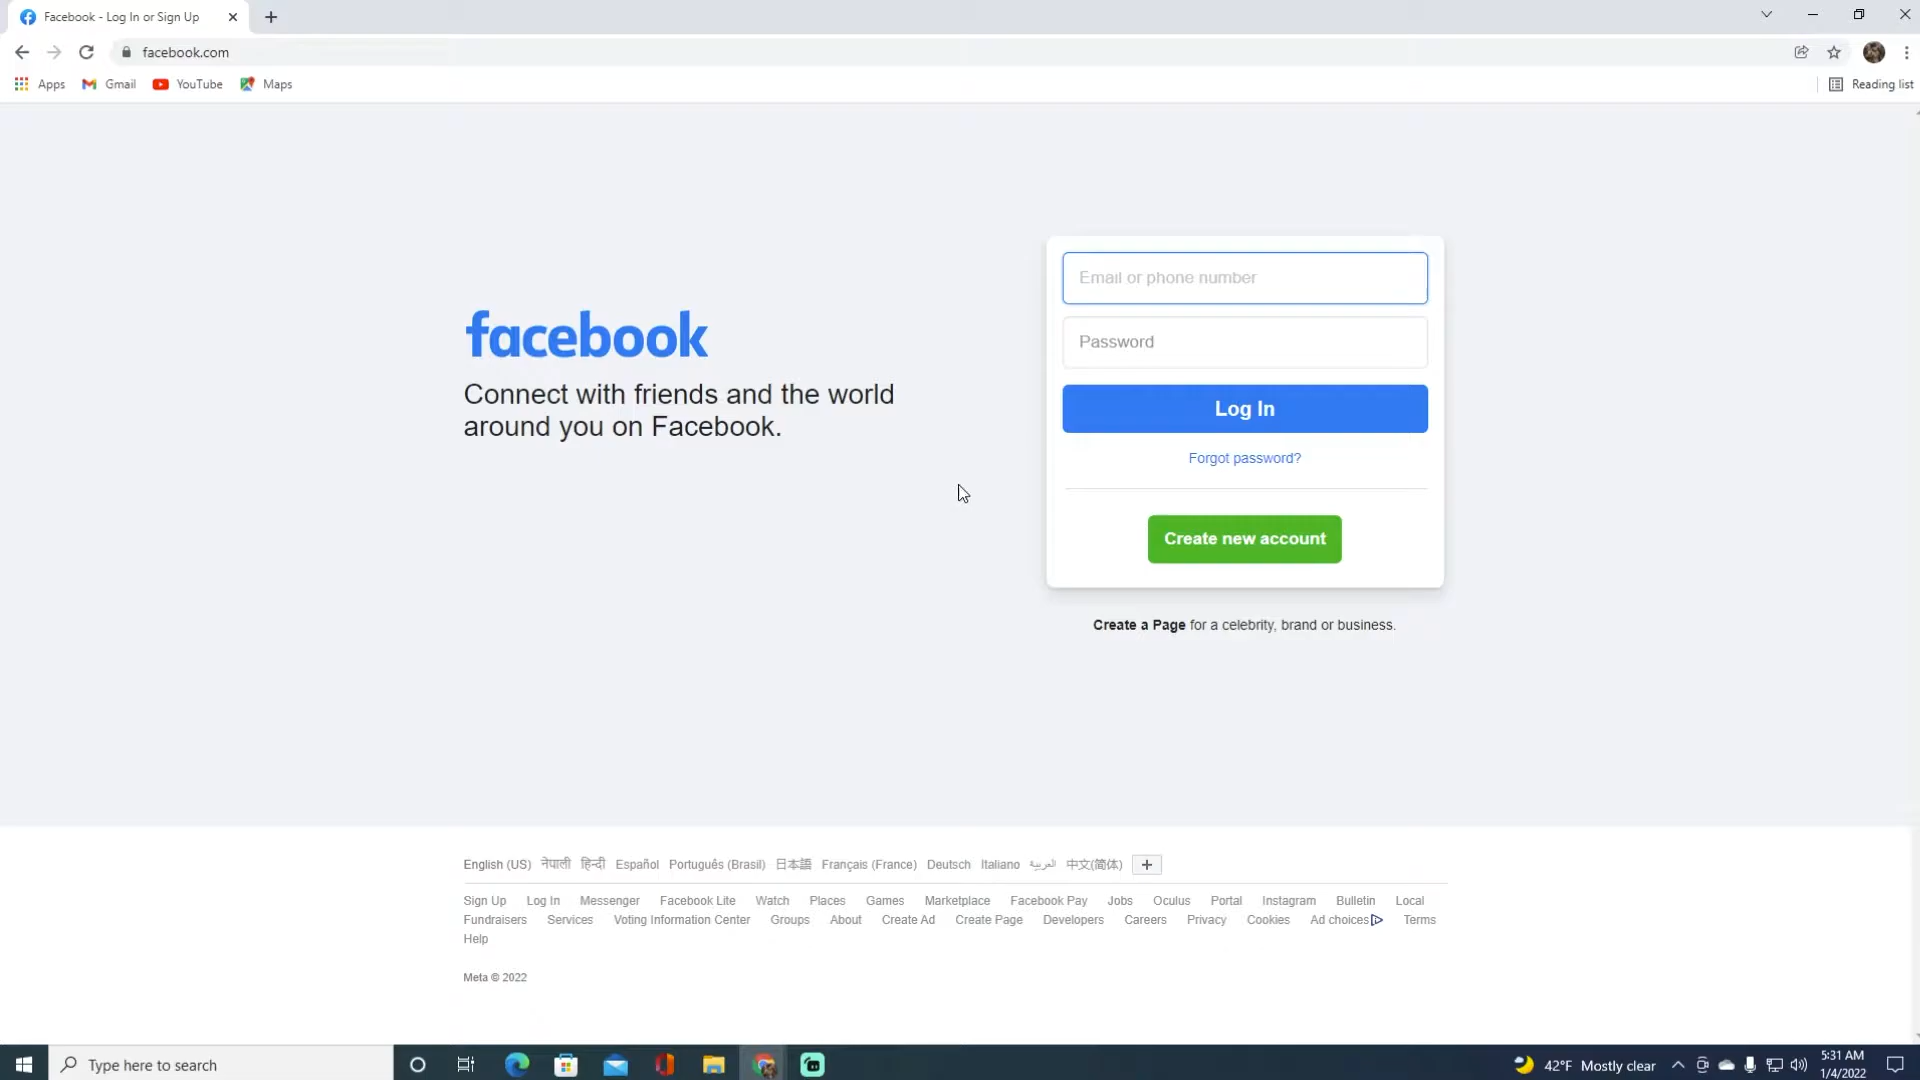 Facebook - Log In or Sign Up
facebook.com
Apps Gmail YouTube Maps Reading list
facebook
Connect with friends and the world
around you on Facebook.
Email or phone number
Password
Log In
Forgot password?
Create new account
Create a Page for a celebrity, brand or business.
English (US) नेपाली हिन्दी Español Português (Brasil) 日本語 Français (France) Deutsch Italiano العربية 中文(简体)
Sign Up Log In Messenger Facebook Lite Watch Places Games Marketplace Facebook Pay Jobs Oculus Portal Instagram Bulletin Local
Fundraisers Services Voting Information Center Groups About Create Ad Create Page Developers Careers Privacy Cookies Ad choices Terms
Help
Meta © 2022
Type here to search
42°F Mostly clear
5:31 AM
1/4/2022